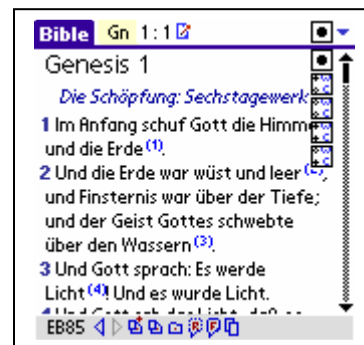 Bible Gn 1:1
Genesis 1
Die Schöpfung: Sechstagewerk
1 Im Anfang schuf Gott die Himm
und die Erde (1).
2 Und die Erde war wüst und leer (2),
und Finsternis war über der Tiefe;
und der Geist Gottes schwebte
über den Wassern (3).
3 Und Gott sprach: Es werde
Licht (4)! Und es wurde Licht.
EB85